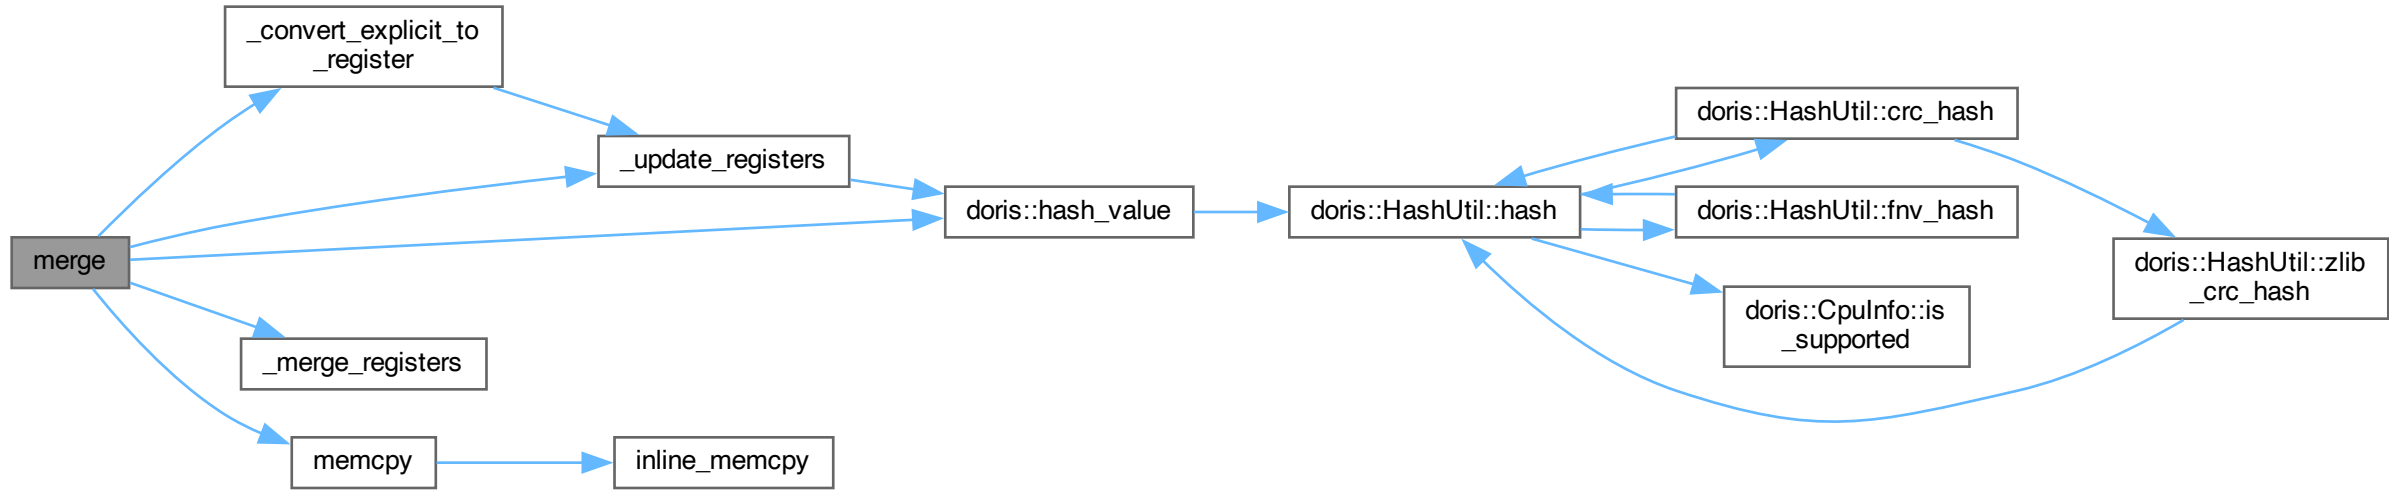 _convert_explicit_to
_register
doris::HashUtil::crc_hash
_update_registers
doris::hash_value
doris::HashUtil::hash
doris::HashUtil::fnv_hash
merge
doris::HashUtil::zlib
_crc_hash
doris::CpuInfo::is
_supported
_merge_registers
memcpy
inline_memcpy